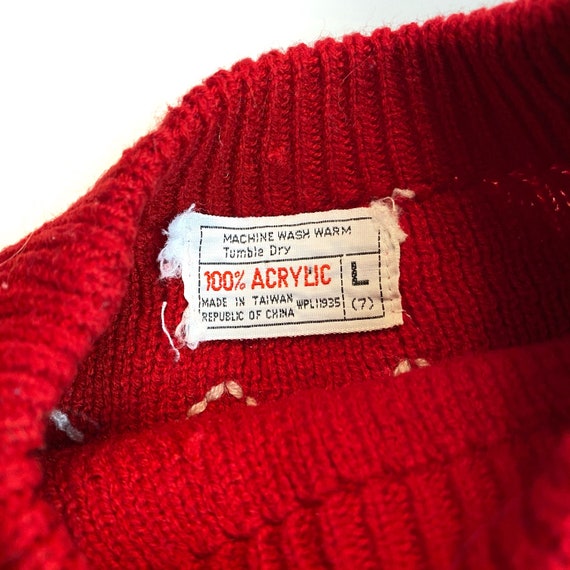 MACHINE WASH WARM
Tumble Dry
100% ACRYLIC
L
MADE IN TAIWAN WPL11935
REPUBLIC OF CHINA
(7)